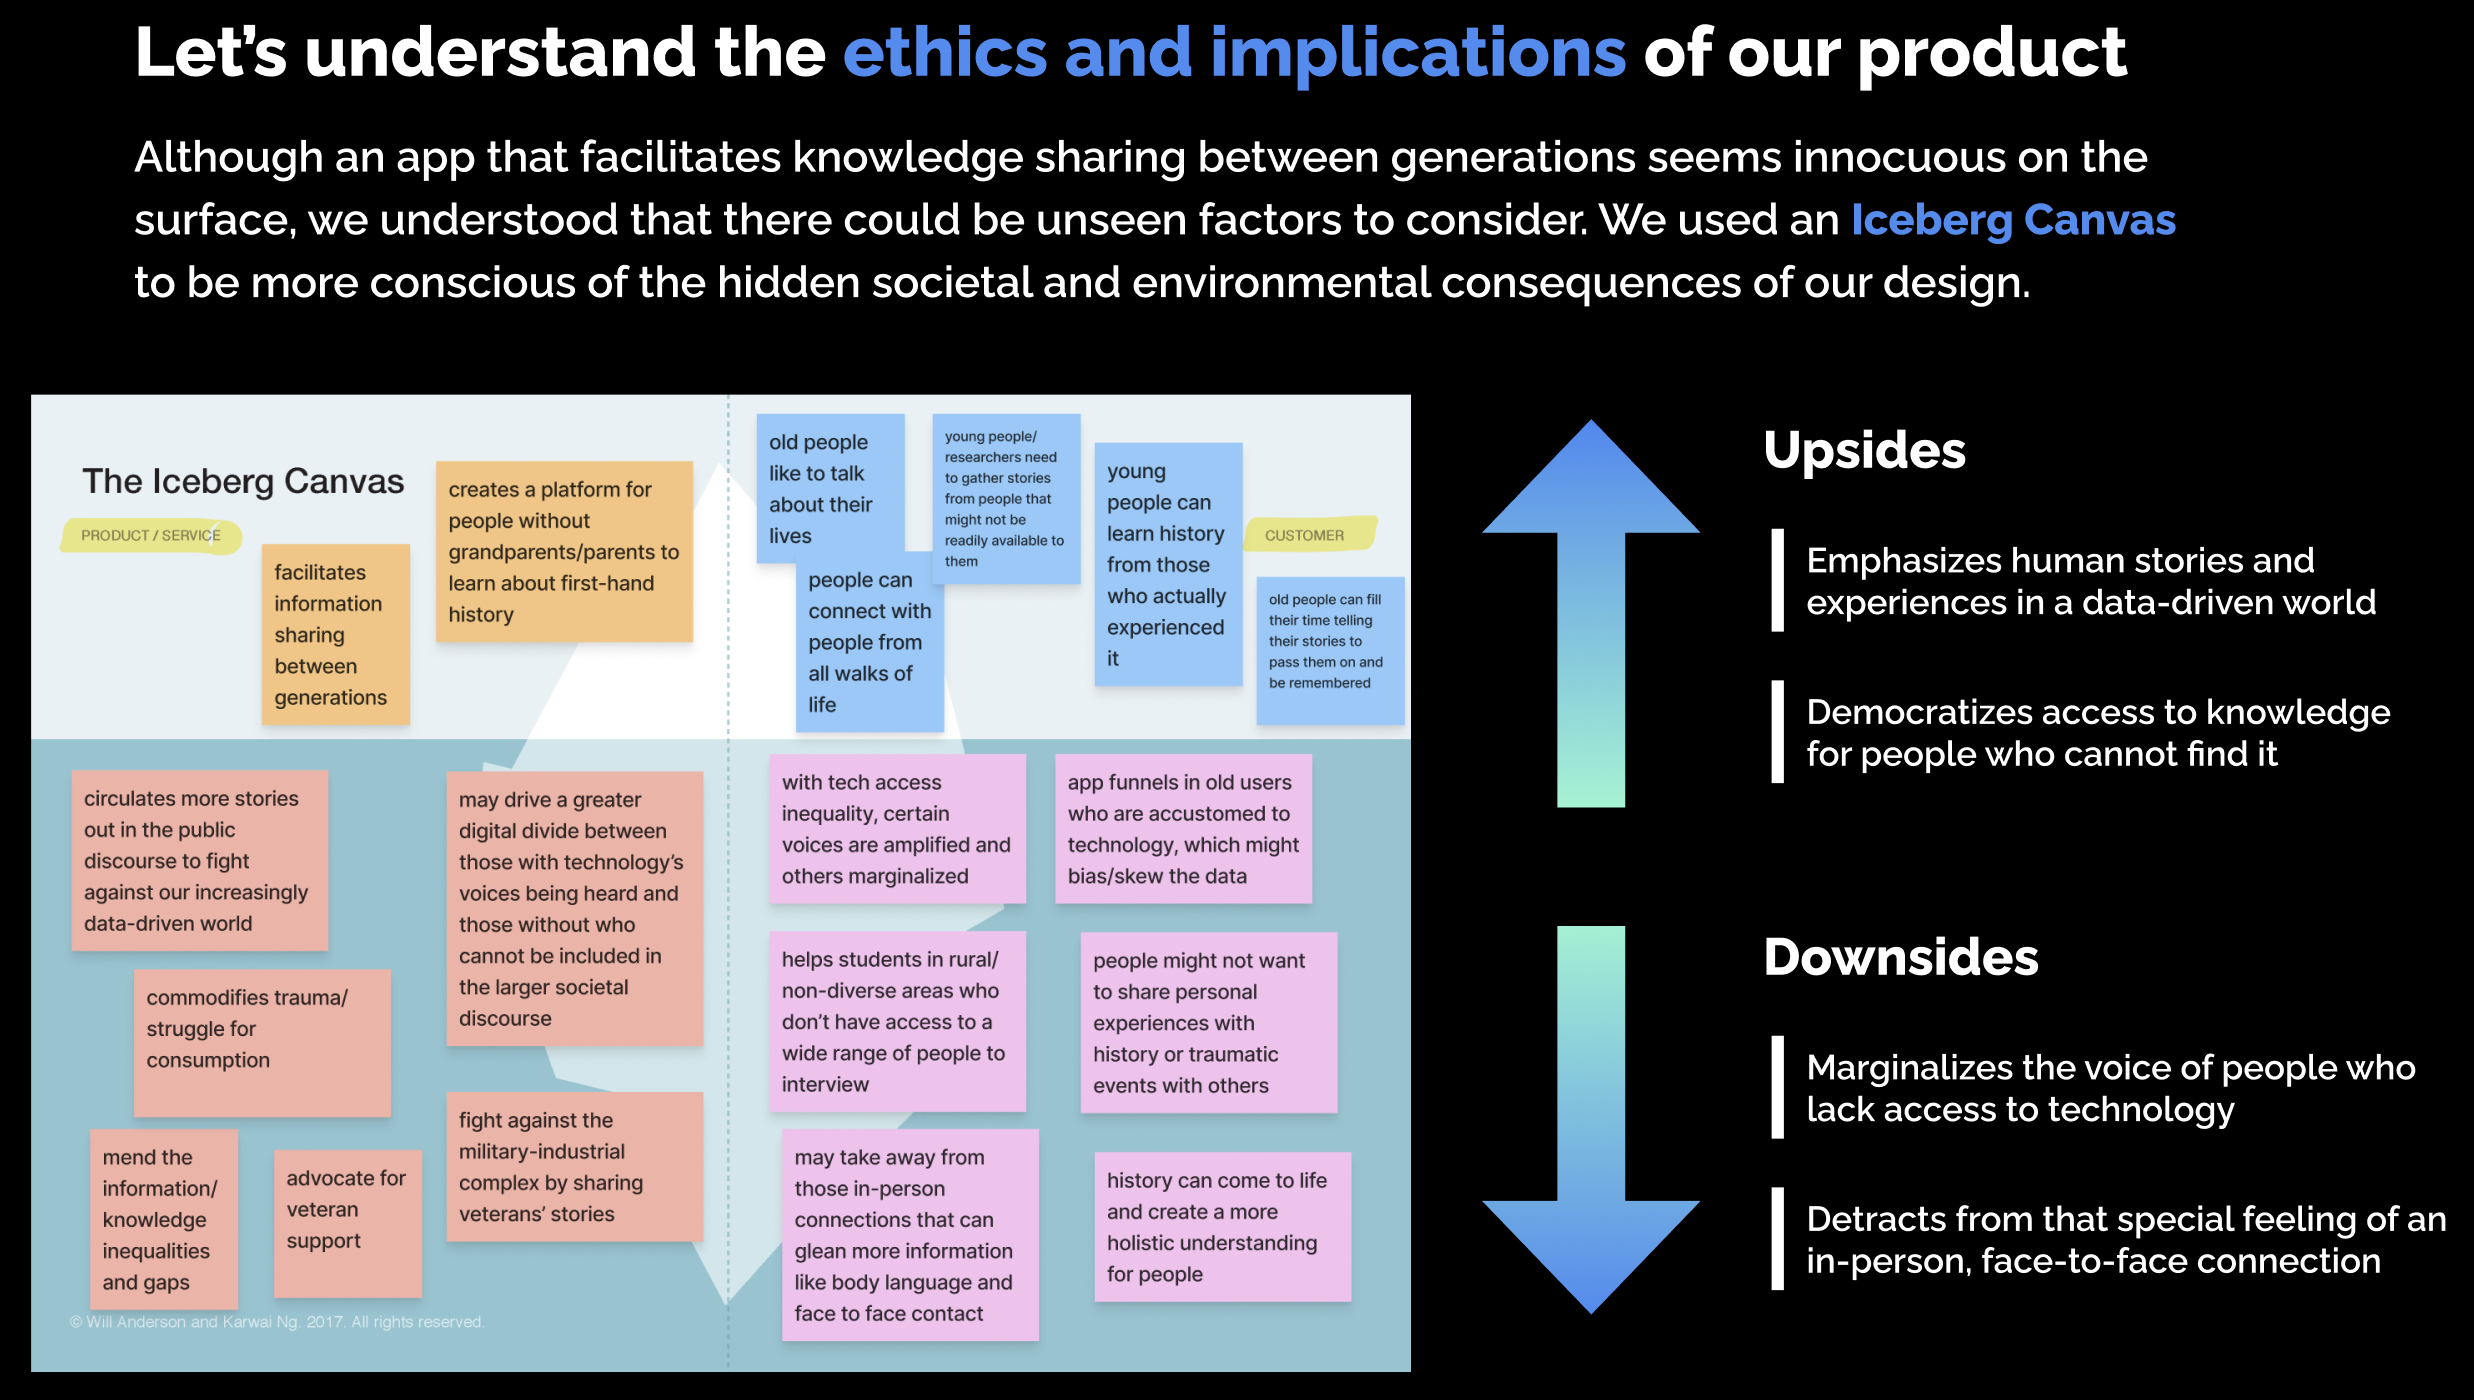 Let's understand the ethics and implications of our product
Although an app that facilitates knowledge sharing between generations seems innocuous on the
surface, we understood that there could be unseen factors to consider. We used an Iceberg Canvas
to be more conscious of the hidden societal and environmental consequences of our design.
The Iceberg Canvas
PRODUCT / SERVICE
facilitates
information
sharing
between
generations
creates a platform for
people without
grandparents/parents to
learn about first-hand
history
old people
like to talk
about their
lives
people can
connect with
people from
all walks of
life
young people/
researchers need
to gather stories
from people that
might not be
readily available to
them
young
people can
learn history
from those
who actually
experienced
it
CUSTOMER
old people can fill
their time telling
their stories to
pass them on and
be remembered
circulates more stories
out in the public
discourse to fight
against our increasingly
data-driven world
may drive a greater
digital divide between
those with technology's
voices being heard and
those without who
cannot be included in
the larger societal
discourse
commodifies trauma/
struggle for
consumption
mend the
information/
knowledge
inequalities
and gaps
advocate for
veteran
support
fight against the
military-industrial
complex by sharing
veterans' stories
with tech access
inequality, certain
voices are amplified and
others marginalized
app funnels in old users
who are accustomed to
technology, which might
bias/skew the data
helps students in rural/
non-diverse areas who
don't have access to a
wide range of people to
interview
people might not want
to share personal
experiences with
history or traumatic
events with others
may take away from
those in-person
connections that can
glean more information
like body language and
face to face contact
history can come to life
and create a more
holistic understanding
for people
© Will Anderson and Karwai Ng. 2017. All rights reserved.
Upsides
Emphasizes human stories and
experiences in a data-driven world
Democratizes access to knowledge
for people who cannot find it
Downsides
Marginalizes the voice of people who
lack access to technology
Detracts from that special feeling of an
in-person, face-to-face connection